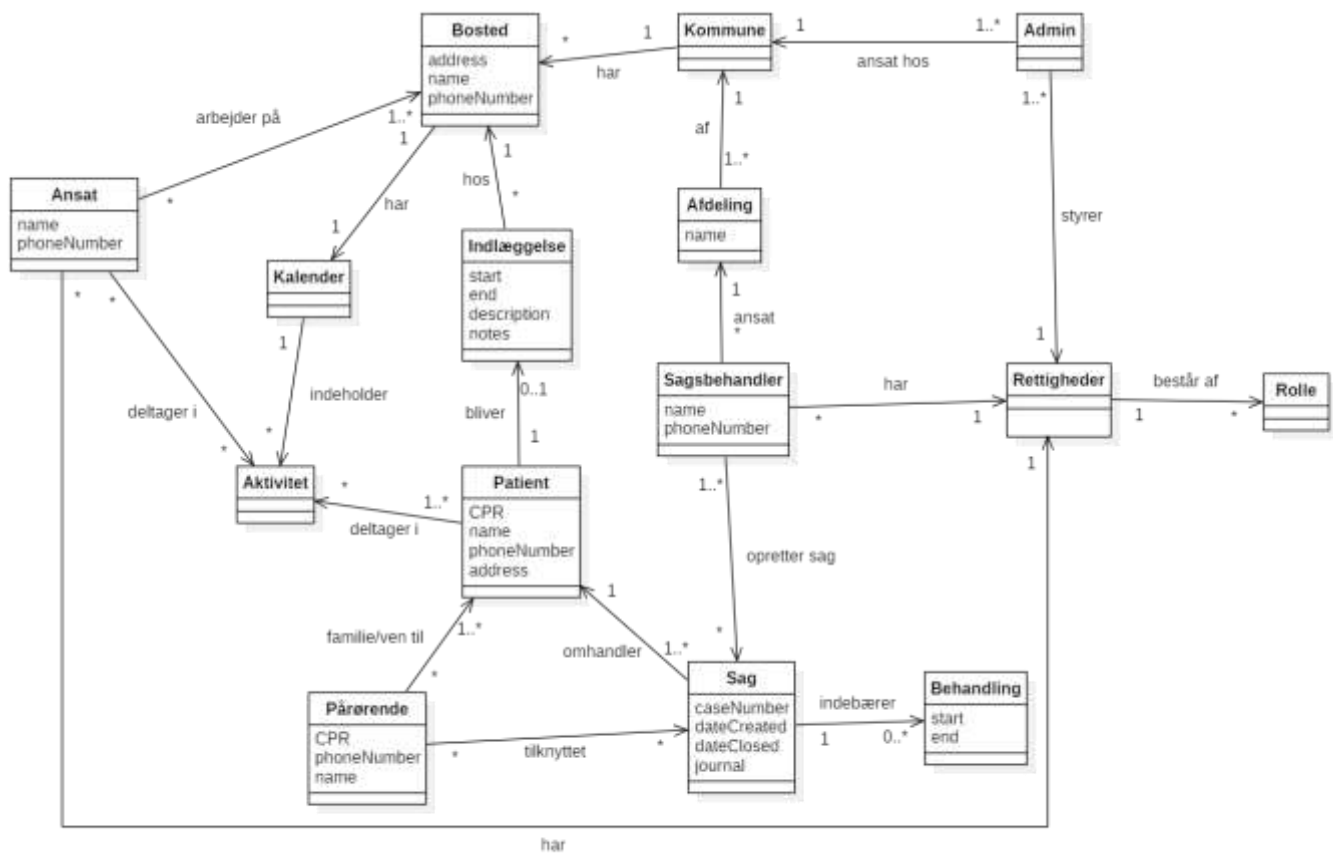 Bosted
address
name
phoneNumber
Kommune
Admin
1
*
har
1
1..*
ansat hos
arbejder på
1..*
1
*
1
hos
*
har
1
1
af
1..*
1..*
styrer
1
Ansat
name
phoneNumber
Kalender
Indlæggelse
start
end
description
notes
Afdeling
name
*
*
1
indeholder
*
1
ansat
*
deltager i
*
0..1
bliver
1
Sagsbehandler
name
phoneNumber
har
*
1
Rettigheder
består af
1
*
Rolle
1
Aktivitet
*
1..*
deltager i
Patient
CPR
name
phoneNumber
address
1..*
opretter sag
*
familie/ven til
1..*
*
1
omhandler
1..*
Pårørende
CPR
phoneNumber
name
*
tilknyttet
*
Sag
caseNumber
dateCreated
dateClosed
journal
indebærer
1
0..*
Behandling
start
end
har